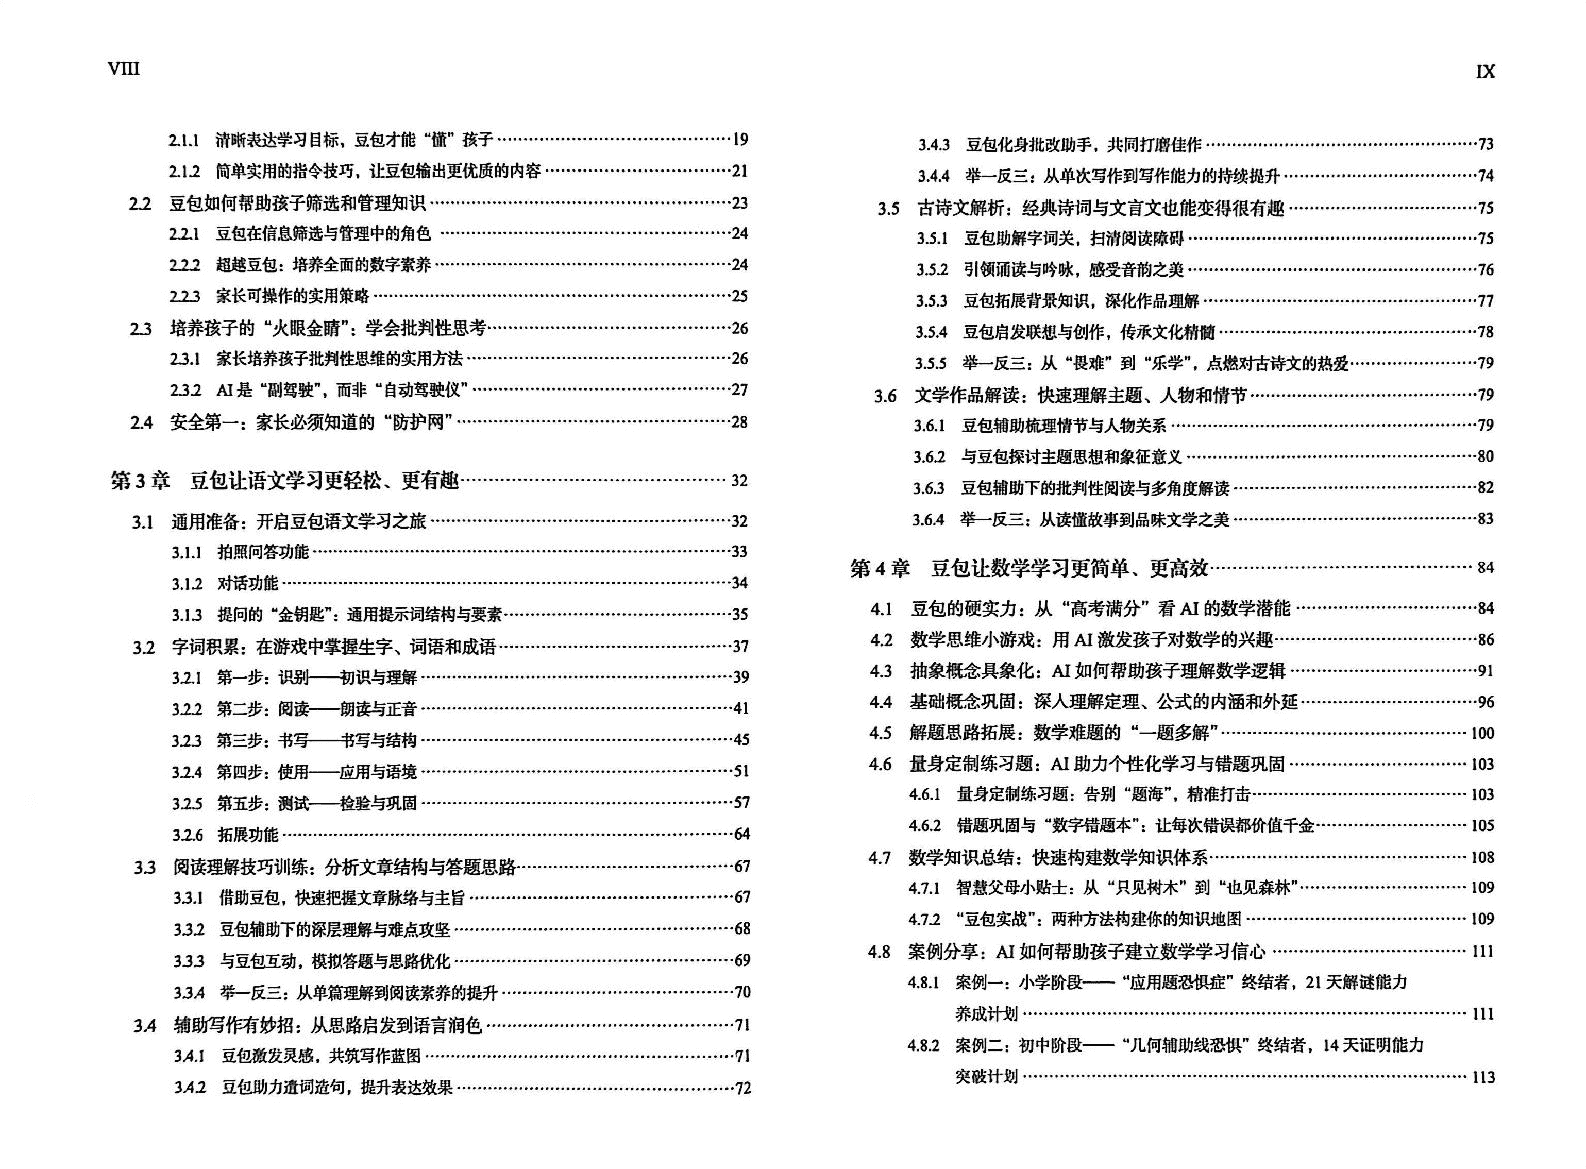 VIII
2.1.1 清晰表达学习目标，豆包才能“懂”孩子 19
2.1.2 简单实用的指令技巧，让豆包输出更优质的内容 21
2.2 豆包如何帮助孩子筛选和管理知识 23
2.2.1 豆包在信息筛选与管理中的角色 24
2.2.2 超越豆包：培养全面的数字素养 24
2.2.3 家长可操作的实用策略 25
2.3 培养孩子的“火眼金睛”：学会批判性思考 26
2.3.1 家长培养孩子批判性思维的实用方法 26
2.3.2 AI 是“副驾驶”，而非“自动驾驶仪” 27
2.4 安全第一：家长必须知道的“防护网” 28
第 3 章 豆包让语文学习更轻松、更有趣 32
3.1 通用准备：开启豆包语文学习之旅 32
3.1.1 拍照问答功能 33
3.1.2 对话功能 34
3.1.3 提问的“金钥匙”：通用提示词结构与要素 35
3.2 字词积累：在游戏中掌握生字、词语和成语 37
3.2.1 第一步：识别——初识与理解 39
3.2.2 第二步：阅读——朗读与正音 41
3.2.3 第三步：书写——书写与结构 45
3.2.4 第四步：使用——应用与语境 51
3.2.5 第五步：测试——检验与巩固 57
3.2.6 拓展功能 64
3.3 阅读理解技巧训练：分析文章结构与答题思路 67
3.3.1 借助豆包，快速把握文章脉络与主旨 67
3.3.2 豆包辅助下的深层理解与难点攻坚 68
3.3.3 与豆包互动，模拟答题与思路优化 69
3.3.4 举一反三：从单篇理解到阅读素养的提升 70
3.4 辅助写作有妙招：从思路启发到语言润色 71
3.4.1 豆包激发灵感，共筑写作蓝图 71
3.4.2 豆包助力遣词造句，提升表达效果 72
IX
3.4.3 豆包化身批改助手，共同打磨佳作 73
3.4.4 举一反三：从单次写作到写作能力的持续提升 74
3.5 古诗文解析：经典诗词与文言文也能变得很有趣 75
3.5.1 豆包助解字词关，扫清阅读障碍 75
3.5.2 引领诵读与吟咏，感受音韵之美 76
3.5.3 豆包拓展背景知识，深化作品理解 77
3.5.4 豆包启发联想与创作，传承文化精髓 78
3.5.5 举一反三：从“畏难”到“乐学”，点燃对古诗文的热爱 79
3.6 文学作品解读：快速理解主题、人物和情节 79
3.6.1 豆包辅助梳理情节与人物关系 79
3.6.2 与豆包探讨主题思想和象征意义 80
3.6.3 豆包辅助下的批判性阅读与多角度解读 82
3.6.4 举一反三：从读懂故事到品味文学之美 83
第 4 章 豆包让数学学习更简单、更高效 84
4.1 豆包的硬实力：从“高考满分”看 AI 的数学潜能 84
4.2 数学思维小游戏：用 AI 激发孩子对数学的兴趣 86
4.3 抽象概念具象化：AI 如何帮助孩子理解数学逻辑 91
4.4 基础概念巩固：深入理解定理、公式的内涵和外延 96
4.5 解题思路拓展：数学难题的“一题多解” 100
4.6 量身定制练习题：AI 助力个性化学习与错题巩固 103
4.6.1 量身定制练习题：告别“题海”，精准打击 103
4.6.2 错题巩固与“数字错题本”：让每次错误都价值千金 105
4.7 数学知识总结：快速构建数学知识体系 108
4.7.1 智慧父母小贴士：从“只见树木”到“也见森林” 109
4.7.2 “豆包实战”：两种方法构建你的知识地图 109
4.8 案例分享：AI 如何帮助孩子建立数学学习信心 111
4.8.1 案例一：小学阶段——“应用题恐惧症”终结者，21 天解谜能力
养成计划 111
4.8.2 案例二：初中阶段——“几何辅助线恐惧”终结者，14 天证明能力
突破计划 113